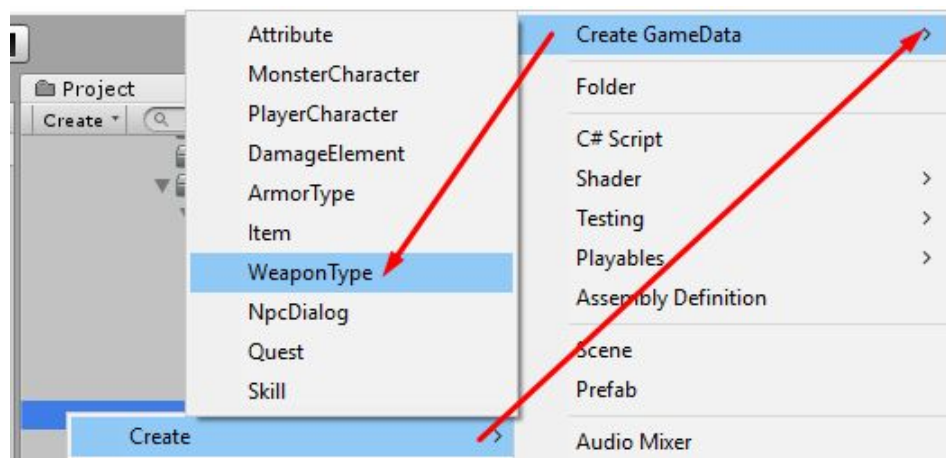 Project
Create
Create
Attribute
MonsterCharacter
PlayerCharacter
DamageElement
ArmorType
Item
WeaponType
NpcDialog
Quest
Skill
Create GameData
Folder
C# Script
Shader
Testing
Playables
Assembly Definition
Scene
Prefab
Audio Mixer